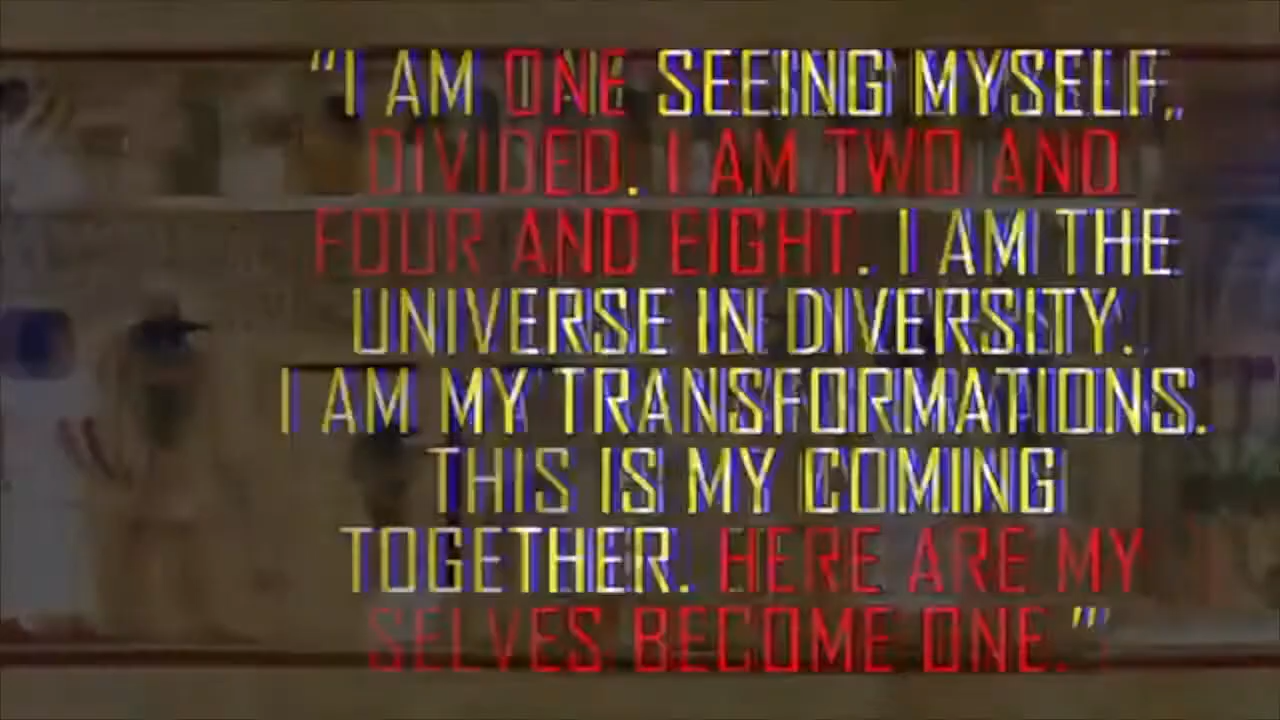 “I AM ONE SEEING MYSELF,
DIVIDED. I AM TWO AND
FOUR AND EIGHT. I AM THE
UNIVERSE IN DIVERSITY.
I AM MY TRANSFORMATIONS.
THIS IS MY COMING
TOGETHER. HERE ARE MY
SELVES BECOME ONE.”'